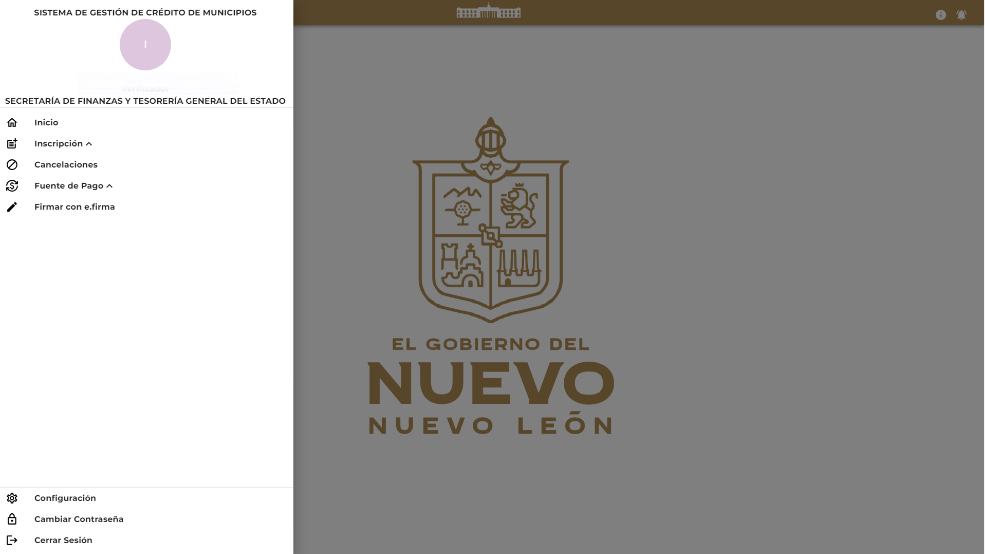 SISTEMA DE GESTIÓN DE CRÉDITO DE MUNICIPIOS
I
SECRETARÍA DE FINANZAS Y TESORERÍA GENERAL DEL ESTADO
Inicio
Inscripción
Cancelaciones
Fuente de Pago
Firmar con e.firma
Configuración
Cambiar Contraseña
Cerrar Sesión
EL GOBIERNO DEL
NUEVO
NUEVO LEÓN